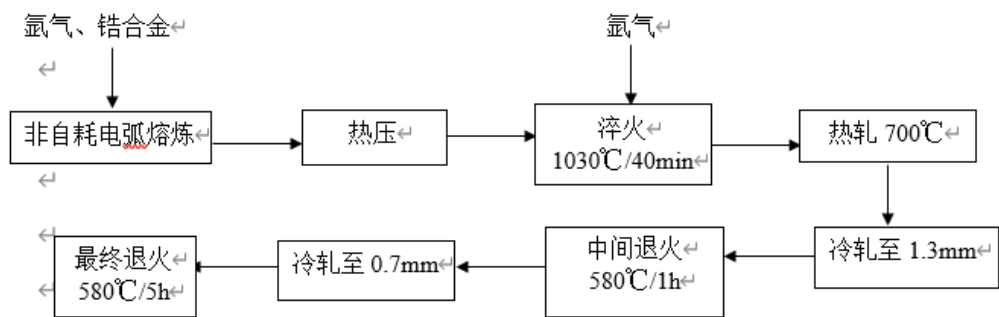 氩气、锆合金↵
氩气↵
↵
非自耗电弧熔炼↵
热压↵
淬火↵
1030℃/40min↵
热轧 700℃↵
↵
↵
最终退火↵
580℃/5h↵
冷轧至 0.7mm↵
中间退火↵
580℃/1h↵
冷轧至 1.3mm↵
↵